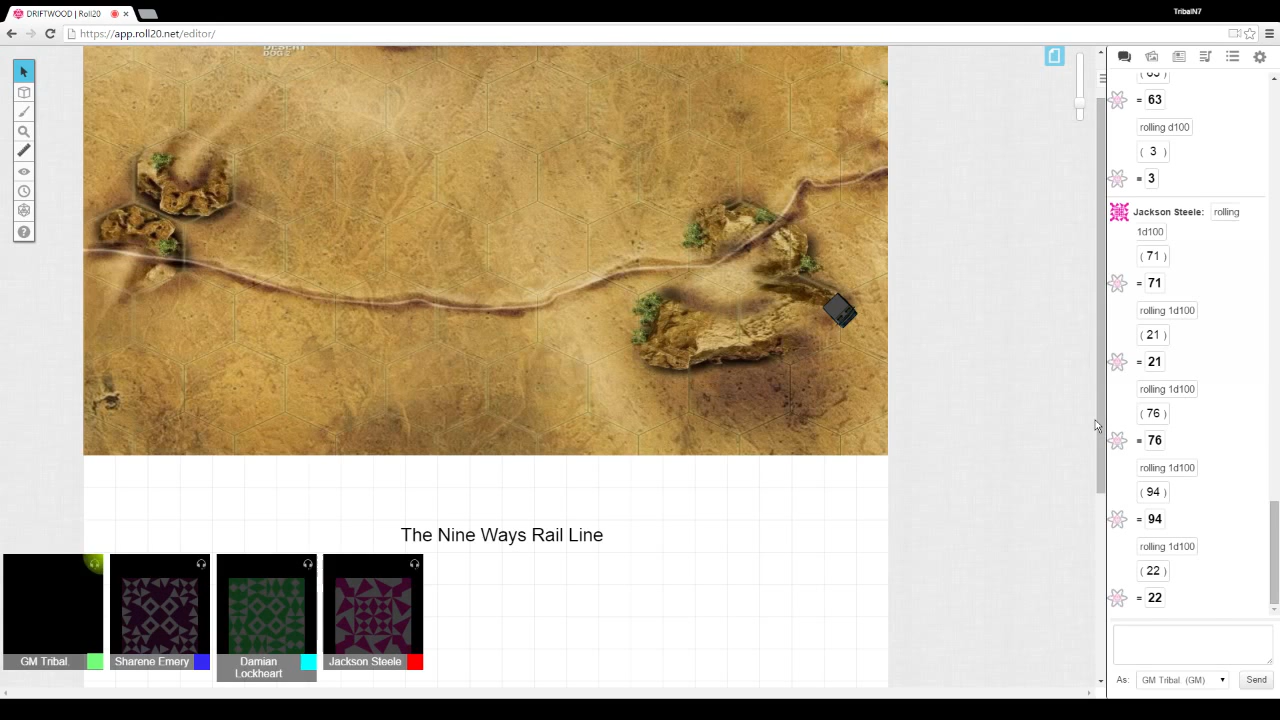 TribalN7
DRIFTWOOD | Roll20
https://app.roll20.net/editor/
DESERT
= 63
rolling d100
( 3 )
= 3
Jackson Steele: rolling
1d100
( 71 )
= 71
rolling 1d100
( 21 )
= 21
rolling 1d100
( 76 )
= 76
rolling 1d100
( 94 )
= 94
rolling 1d100
( 22 )
= 22
The Nine Ways Rail Line
GM Tribal
Sharene Emery
Damian
Lockheart
Jackson Steele
As: GM Tribal (GM)
Send